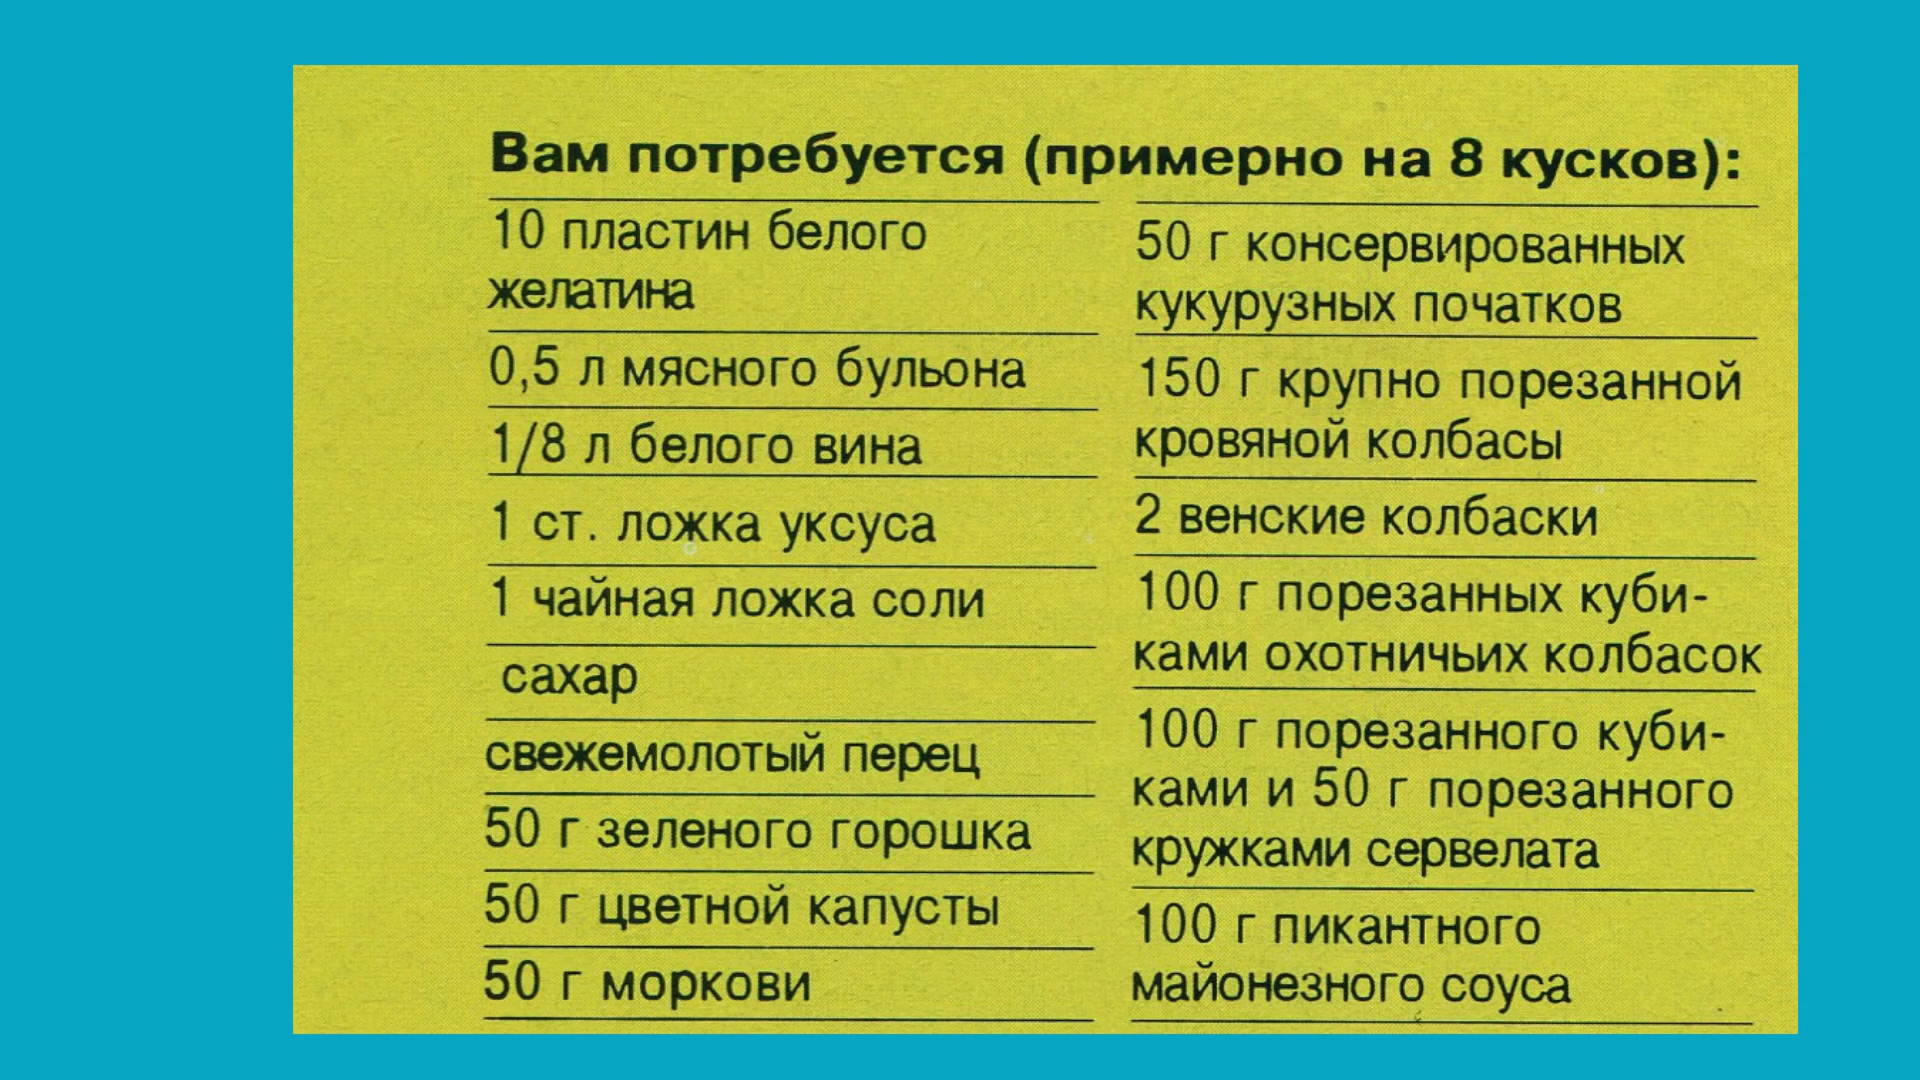 Вам потребуется (примерно на 8 кусков):
10 пластин белого
желатина
0,5 л мясного бульона
1/8 л белого вина
1 ст. ложка уксуса
1 чайная ложка соли
сахар
свежемолотый перец
50 г зеленого горошка
50 г цветной капусты
50 г моркови
50 г консервированных
кукурузных початков
150 г крупно порезанной
кровяной колбасы
2 венские колбаски
100 г порезанных куби-
ками охотничьих колбасок
100 г порезанного куби-
ками и 50 г порезанного
кружками сервелата
100 г пикантного
майонезного соуса